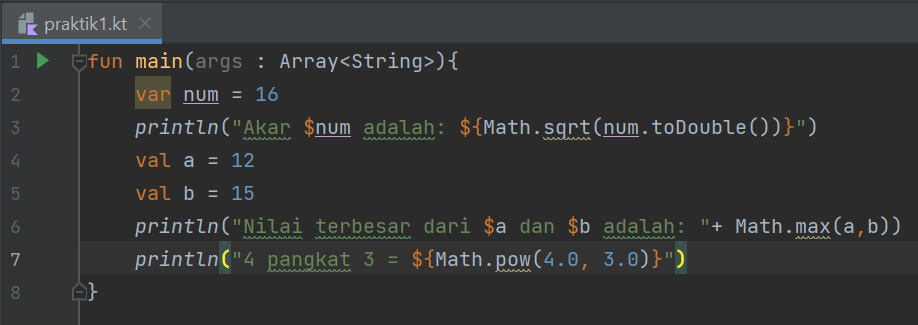 praktik1.kt
1 fun main(args : Array<String>){
2 var num = 16
3 println("Akar $num adalah: ${Math.sqrt(num.toDouble())}")
4 val a = 12
5 val b = 15
6 println("Nilai terbesar dari $a dan $b adalah: "+ Math.max(a,b))
7 println("4 pangkat 3 = ${Math.pow(4.0, 3.0)}")
8 }